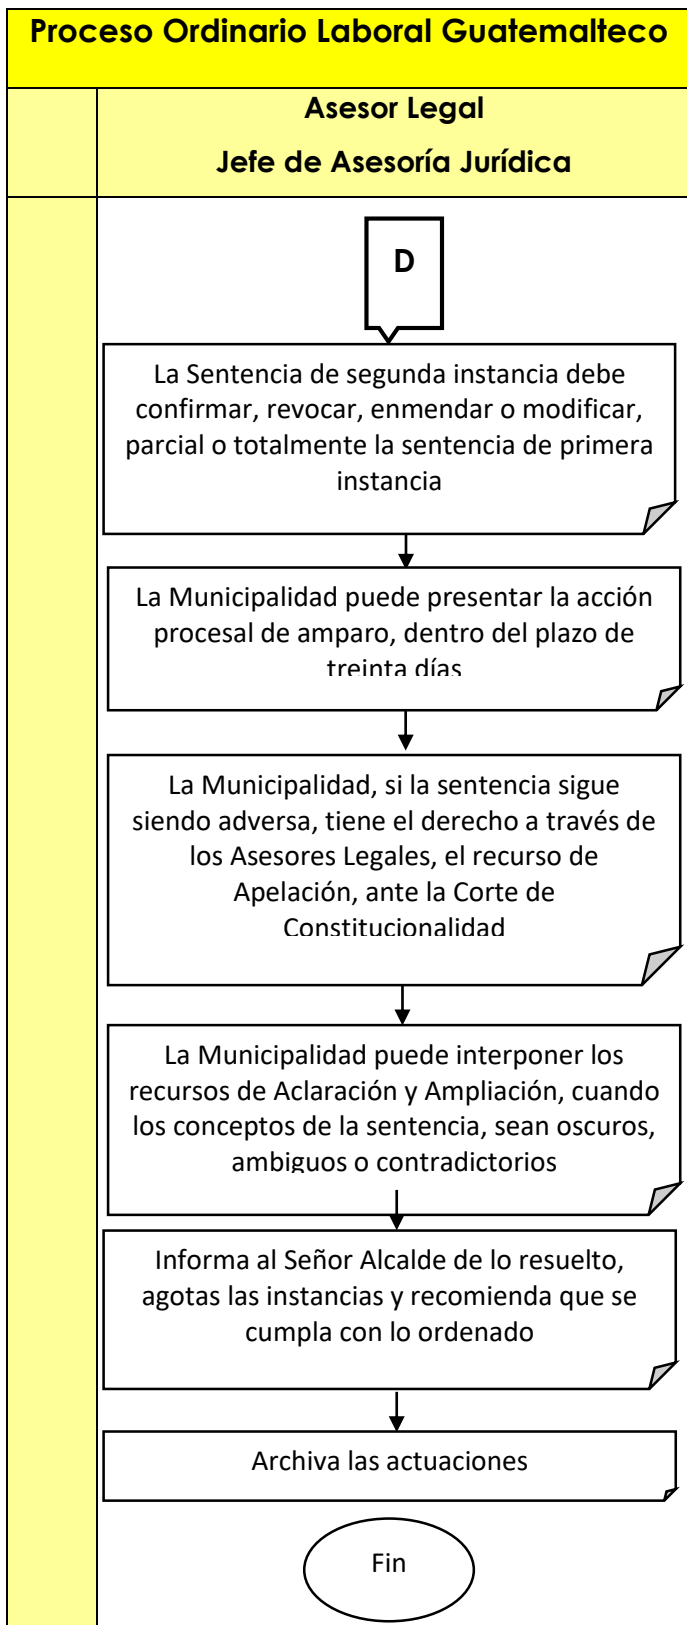 Proceso Ordinario Laboral Guatemalteco
Asesor Legal
Jefe de Asesoría Jurídica
D
La Sentencia de segunda instancia debe
confirmar, revocar, enmendar o modificar,
parcial o totalmente la sentencia de primera
instancia
La Municipalidad puede presentar la acción
procesal de amparo, dentro del plazo de
treinta días
La Municipalidad, si la sentencia sigue
siendo adversa, tiene el derecho a través de
los Asesores Legales, el recurso de
Apelación, ante la Corte de
Constitucionalidad
La Municipalidad puede interponer los
recursos de Aclaración y Ampliación, cuando
los conceptos de la sentencia, sean oscuros,
ambiguos o contradictorios
Informa al Señor Alcalde de lo resuelto,
agotas las instancias y recomienda que se
cumpla con lo ordenado
Archiva las actuaciones
Fin